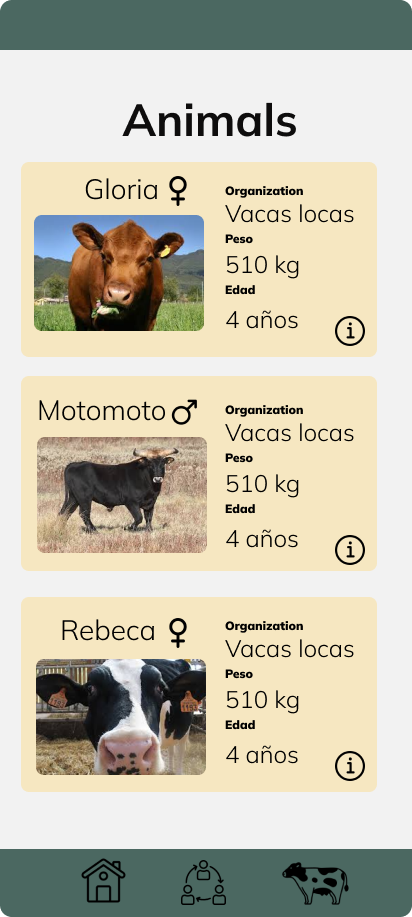 Animals
Gloria
Organization
Vacas locas
Peso
510 kg
Edad
4 años
Motomoto
Organization
Vacas locas
Peso
510 kg
Edad
4 años
Rebeca
Organization
Vacas locas
Peso
510 kg
Edad
4 años